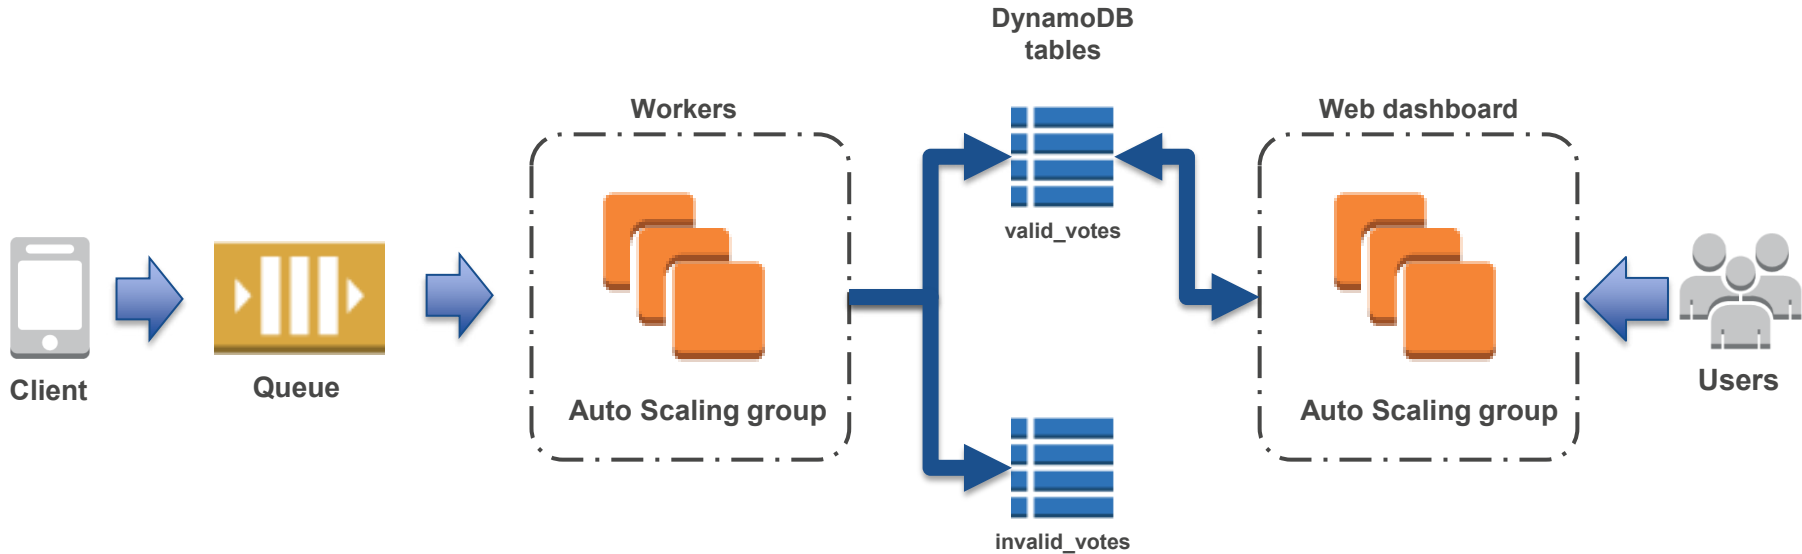 DynamoDB
tables
Workers
Web dashboard
valid_votes
Client
Queue
Auto Scaling group
Auto Scaling group
Users
invalid_votes